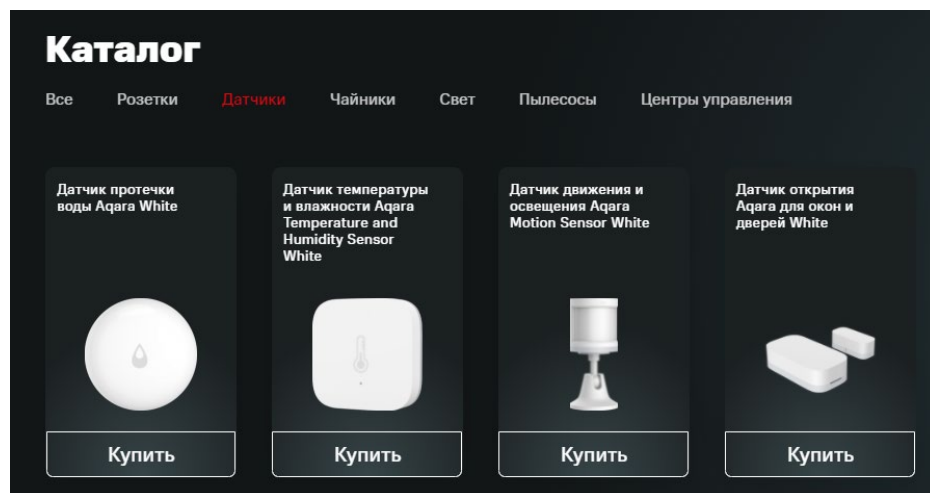 Каталог
Все Розетки Датчики Чайники Свет Пылесосы Центры управления
Датчик протечки
воды Aqara White
Датчик температуры
и влажности Aqara
Temperature and
Humidity Sensor
White
Датчик движения и
освещения Aqara
Motion Sensor White
Датчик открытия
Aqara для окон и
дверей White
Купить Купить Купить Купить